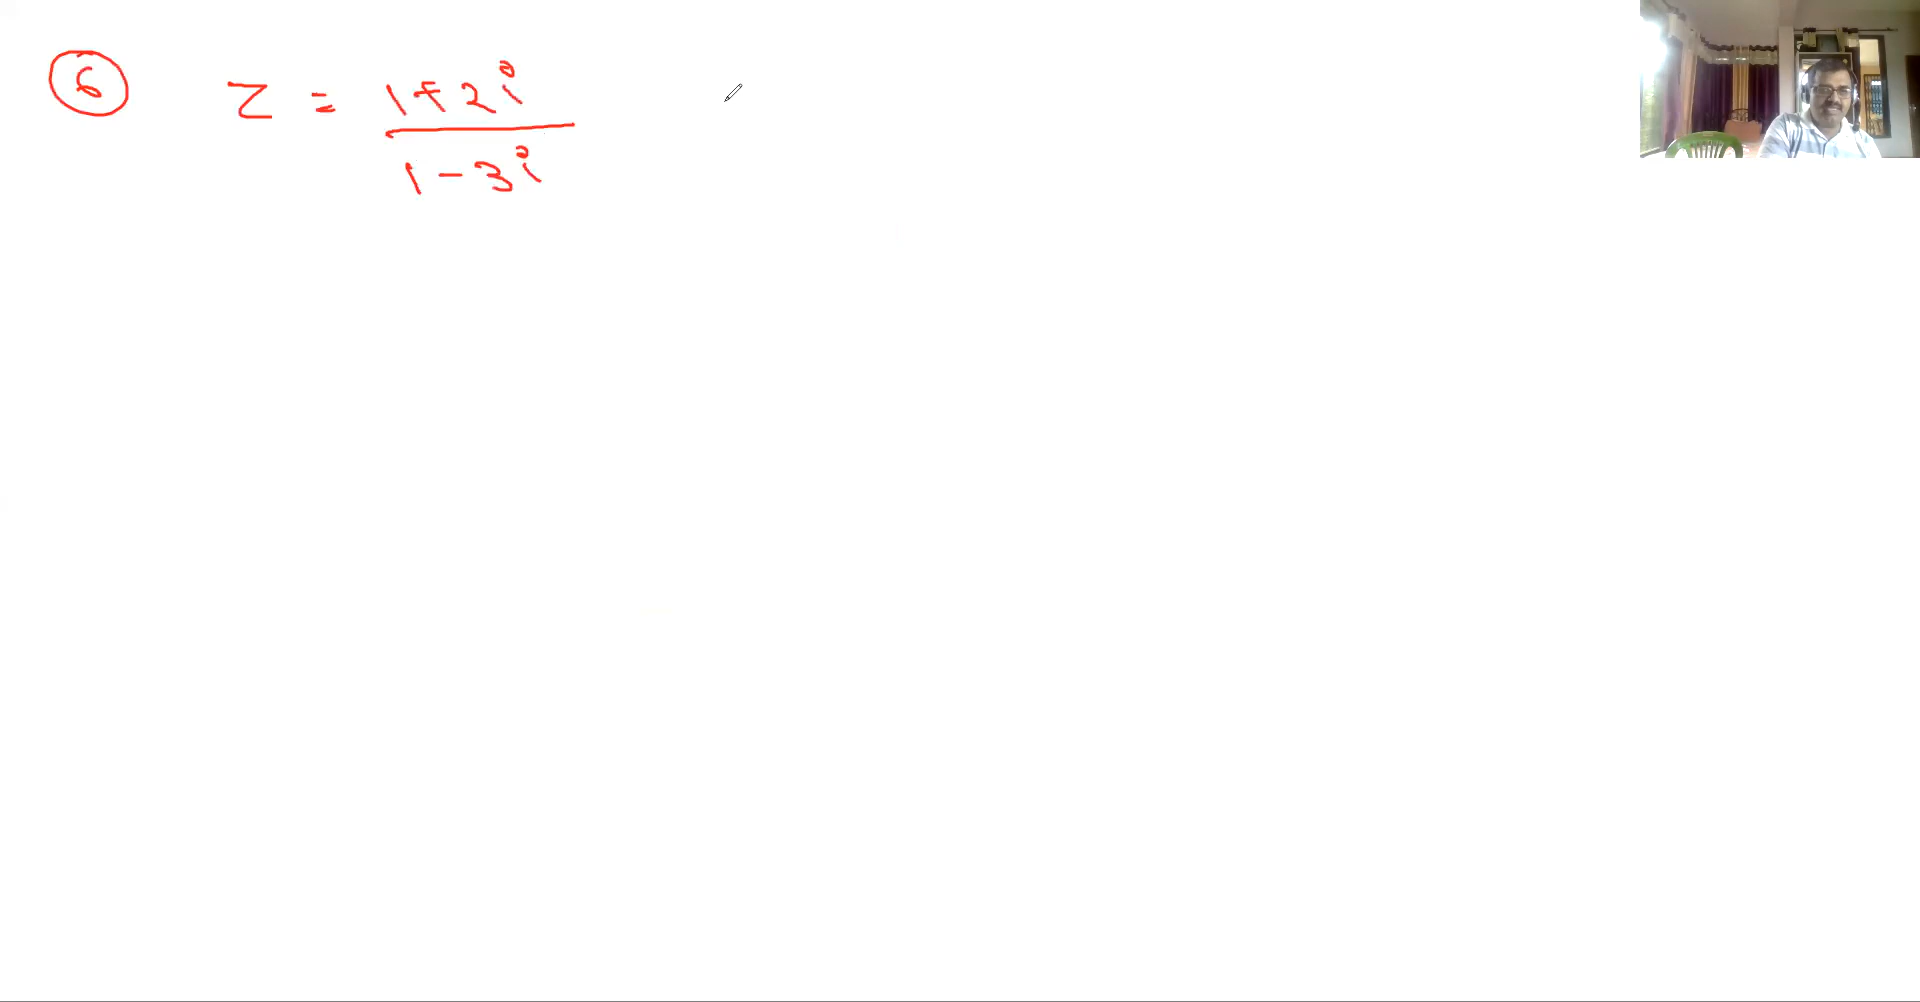 ⑥ Z = 1+2i
1-3i